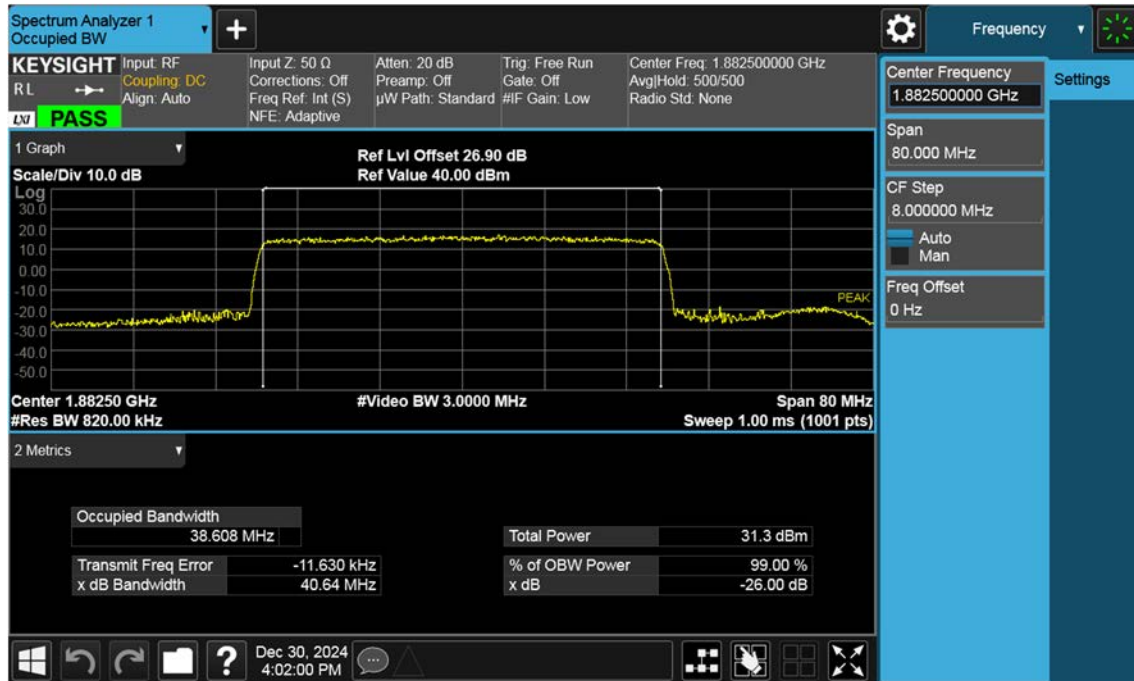 Spectrum Analyzer 1
Occupied BW
Frequency
KEYSIGHT
R L
LXI
PASS
Input: RF
Coupling: DC
Align: Auto
Input Z: 50 Ω
Corrections: Off
Freq Ref: Int (S)
NFE: Adaptive
Atten: 20 dB
Preamp: Off
µW Path: Standard
Trig: Free Run
Gate: Off
#IF Gain: Low
Center Freq: 1.882500000 GHz
Avg|Hold: 500/500
Radio Std: None
Center Frequency
1.882500000 GHz
Settings
Span
80.000 MHz
CF Step
8.000000 MHz
Auto
Man
Freq Offset
0 Hz
1 Graph
Scale/Div 10.0 dB
Ref Lvl Offset 26.90 dB
Ref Value 40.00 dBm
Log
30.0
20.0
10.0
0.00
-10.0
-20.0
-30.0
-40.0
-50.0
PEAK
Center 1.88250 GHz
#Video BW 3.0000 MHz
Span 80 MHz
#Res BW 820.00 kHz
Sweep 1.00 ms (1001 pts)
2 Metrics
Occupied Bandwidth
38.608 MHz
Total Power 31.3 dBm
Transmit Freq Error -11.630 kHz
% of OBW Power 99.00 %
x dB Bandwidth 40.64 MHz
x dB -26.00 dB
Dec 30, 2024
4:02:00 PM